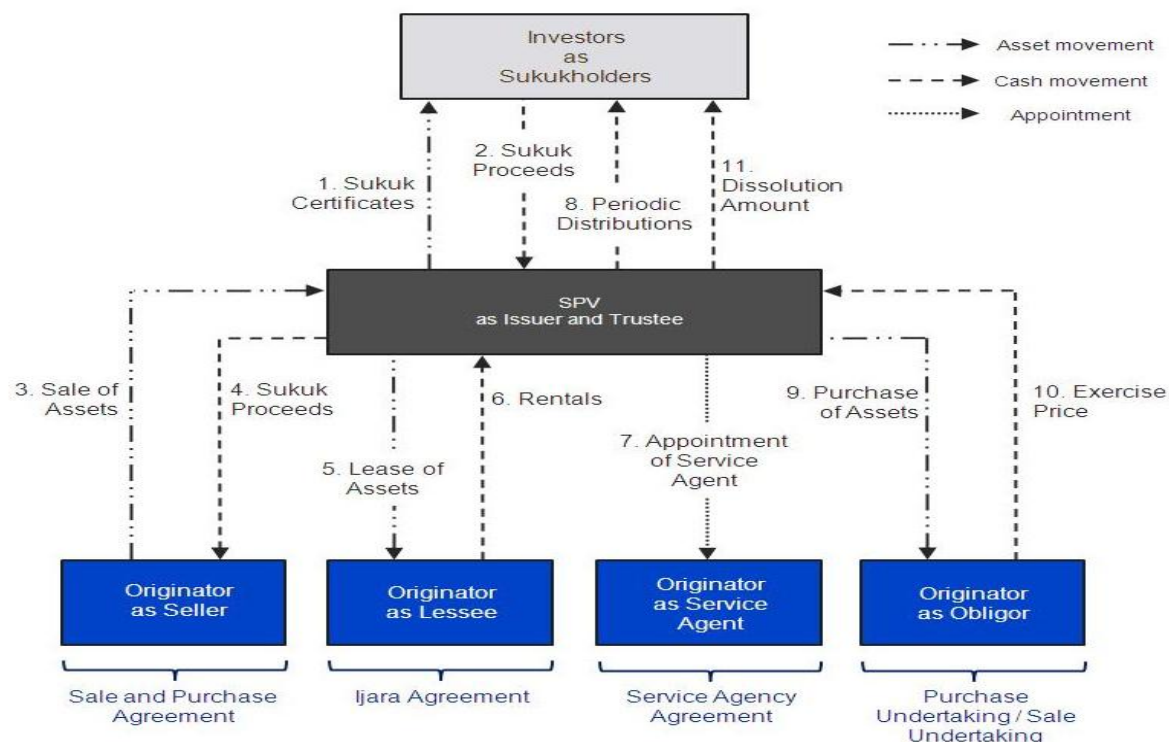 Investors
as
Sukukholders
Asset movement
Cash movement
Appointment
1. Sukuk
Certificates
2. Sukuk
Proceeds
8. Periodic
Distributions
11.
Dissolution
Amount
SPV
as Issuer and Trustee
3. Sale of
Assets
4. Sukuk
Proceeds
5. Lease of
Assets
6. Rentals
7. Appointment
of Service
Agent
9. Purchase
of Assets
10. Exercise
Price
Originator
as Seller
Originator
as Lessee
Originator
as Service
Agent
Originator
as Obligor
Sale and Purchase
Agreement
Ijara Agreement
Service Agency
Agreement
Purchase
Undertaking / Sale
Undertaking